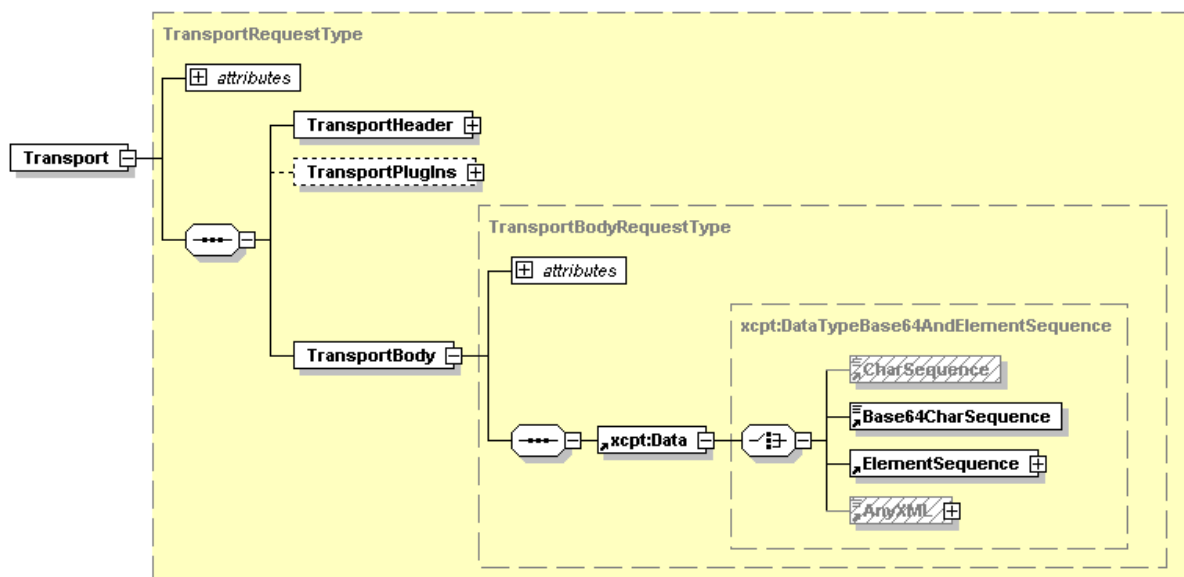 TransportRequestType
attributes
TransportHeader
Transport
TransportPlugIns
TransportBodyRequestType
attributes
xcpt:DataTypeBase64AndElementSequence
TransportBody
CharSequence
Base64CharSequence
xcpt:Data
ElementSequence
AnyXML